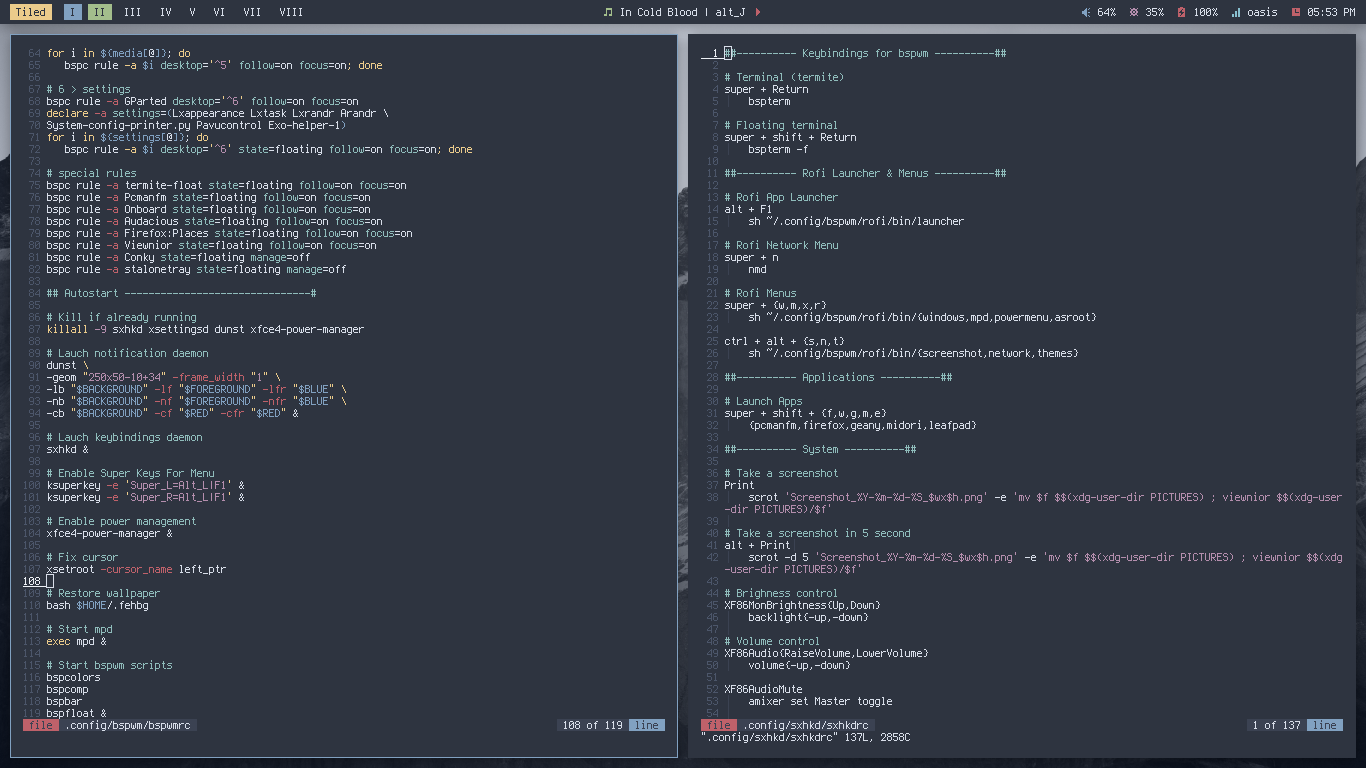 Tiled I II III IV V VI VII VIII In Cold Blood | alt_J 64% 35% 100% oasis 05:53 PM
64 for i in ${media[@]}; do
65 bspc rule -a $i desktop='^5' follow=on focus=on; done
66
67 # 6 > settings
68 bspc rule -a GParted desktop='^6' follow=on focus=on
69 declare -a settings=(Lxappearance Lxtask Lxrandr Arandr \
70 System-config-printer.py Pavucontrol Exo-helper-1)
71 for i in ${settings[@]}; do
72 bspc rule -a $i desktop='^6' state=floating follow=on focus=on; done
73
74 # special rules
75 bspc rule -a termite-float state=floating follow=on focus=on
76 bspc rule -a Pcmanfm state=floating follow=on focus=on
77 bspc rule -a Onboard state=floating follow=on focus=on
78 bspc rule -a Audacious state=floating follow=on focus=on
79 bspc rule -a Firefox:Places state=floating follow=on focus=on
80 bspc rule -a Viewnior state=floating follow=on focus=on
81 bspc rule -a Conky state=floating manage=off
82 bspc rule -a stalonetray state=floating manage=off
83
84 ## Autostart -------------------------------#
85
86 # Kill if already running
87 killall -9 sxhkd xsettingsd dunst xfce4-power-manager
88
89 # Lauch notification daemon
90 dunst \
91 -geom "250x50-10+34" -frame_width "1" \
92 -lb "$BACKGROUND" -lf "$FOREGROUND" -lfr "$BLUE" \
93 -nb "$BACKGROUND" -nf "$FOREGROUND" -nfr "$BLUE" \
94 -cb "$BACKGROUND" -cf "$RED" -cfr "$RED" &
95
96 # Lauch keybindings daemon
97 sxhkd &
98
99 # Enable Super Keys For Menu
100 ksuperkey -e 'Super_L=Alt_L|F1' &
101 ksuperkey -e 'Super_R=Alt_L|F1' &
102
103 # Enable power management
104 xfce4-power-manager &
105
106 # Fix cursor
107 xsetroot -cursor_name left_ptr
108
109 # Restore wallpaper
110 bash $HOME/.fehbg
111
112 # Start mpd
113 exec mpd &
114
115 # Start bspwm scripts
116 bspcolors
117 bspcomp
118 bspbar
119 bspfloat &
file .config/bspwm/bspwmrc 108 of 119 line
1 ##---------- Keybindings for bspwm ----------##
2
3 # Terminal (termite)
4 super + Return
5 bspterm
6
7 # Floating terminal
8 super + shift + Return
9 bspterm -f
10
11 ##---------- Rofi Launcher & Menus ----------##
12
13 # Rofi App Launcher
14 alt + F1
15 sh ~/.config/bspwm/rofi/bin/launcher
16
17 # Rofi Network Menu
18 super + n
19 nmd
20
21 # Rofi Menus
22 super + {w,m,x,r}
23 sh ~/.config/bspwm/rofi/bin/{windows,mpd,powermenu,asroot}
24
25 ctrl + alt + {s,n,t}
26 sh ~/.config/bspwm/rofi/bin/{screenshot,network,themes}
27
28 ##---------- Applications ----------##
29
30 # Launch Apps
31 super + shift + {f,w,g,m,e}
32 {pcmanfm,firefox,geany,midori,leafpad}
33
34 ##---------- System ----------##
35
36 # Take a screenshot
37 Print
38 scrot 'Screenshot_%Y-%m-%d-%S_$wx$h.png' -e 'mv $f $$(xdg-user-dir PICTURES) ; viewnior $$(xdg-user
-dir PICTURES)/$f'
39
40 # Take a screenshot in 5 second
41 alt + Print
42 scrot -d 5 'Screenshot_%Y-%m-%d-%S_$wx$h.png' -e 'mv $f $$(xdg-user-dir PICTURES) ; viewnior $$(xdg
-user-dir PICTURES)/$f'
43
44 # Brighness control
45 XF86MonBrightness{Up,Down}
46 backlight{-up,-down}
47
48 # Volume control
49 XF86Audio{RaiseVolume,LowerVolume}
50 volume{-up,-down}
51
52 XF86AudioMute
53 amixer set Master toggle
54
file .config/sxhkd/sxhkdrc 1 of 137 line
".config/sxhkd/sxhkdrc" 137L, 2858C